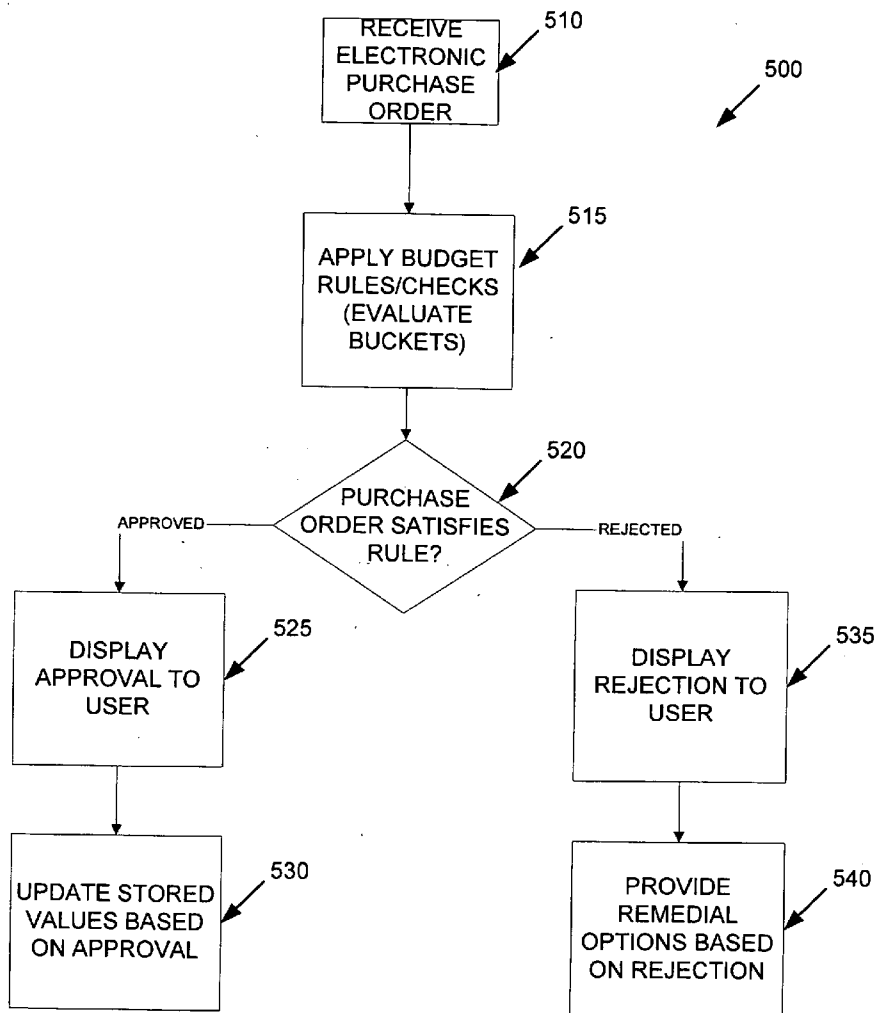 RECEIVE
ELECTRONIC
PURCHASE
ORDER
510
500
APPLY BUDGET
RULES/CHECKS
(EVALUATE
BUCKETS)
515
PURCHASE
ORDER SATISFIES
RULE?
520
APPROVED
REJECTED
DISPLAY
APPROVAL TO
USER
525
DISPLAY
REJECTION TO
USER
535
UPDATE STORED
VALUES BASED
ON APPROVAL
530
PROVIDE
REMEDIAL
OPTIONS BASED
ON REJECTION
540